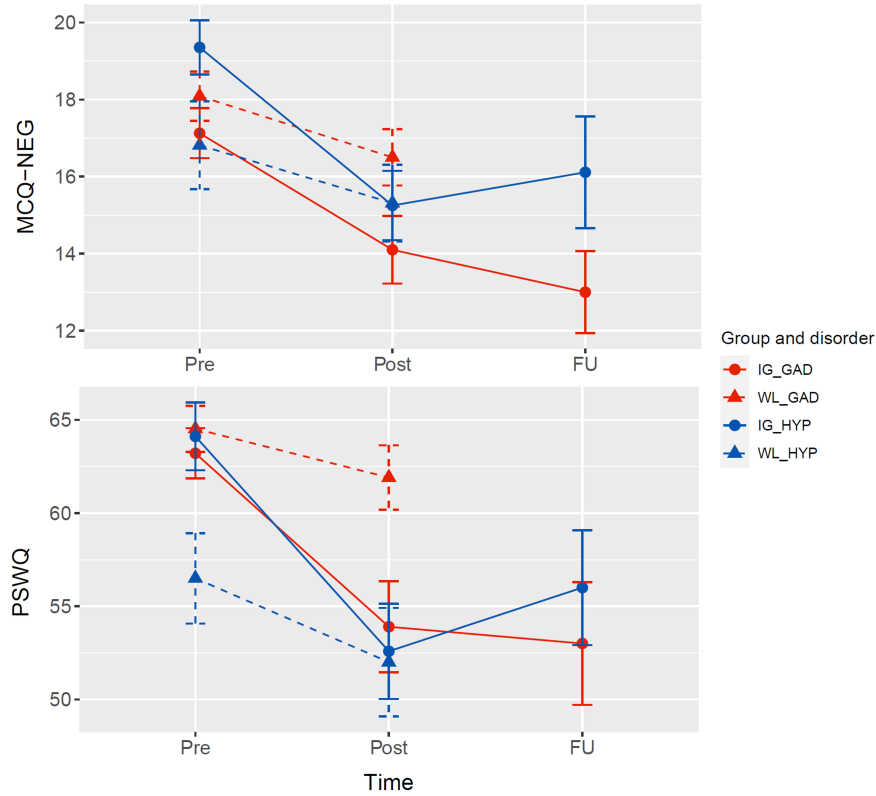 MCQ−NEG
20
18
16
14
12
Pre Post FU
PSWQ
65
60
55
50
Pre Post FU
Time
Group and disorder
IG_GAD
WL_GAD
IG_HYP
WL_HYP